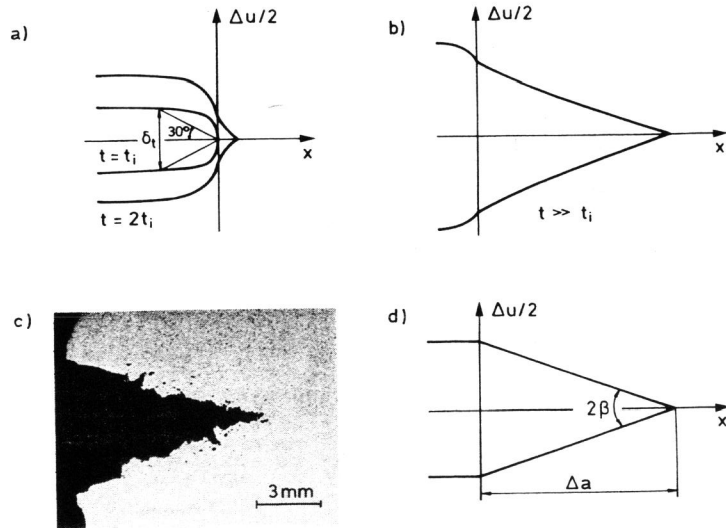 a)
Δu/2
δt
30°
x
t = ti
t = 2ti
b)
Δu/2
x
t >> ti
c)
3mm
d)
Δu/2
2β
x
Δa